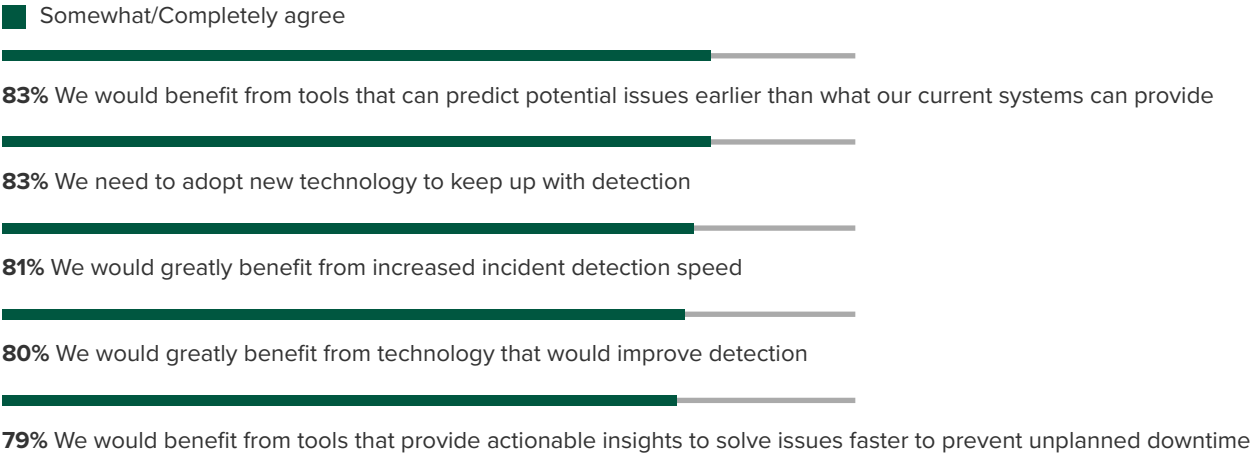 Somewhat/Completely agree
83% We would benefit from tools that can predict potential issues earlier than what our current systems can provide
83% We need to adopt new technology to keep up with detection
81% We would greatly benefit from increased incident detection speed
80% We would greatly benefit from technology that would improve detection
79% We would benefit from tools that provide actionable insights to solve issues faster to prevent unplanned downtime